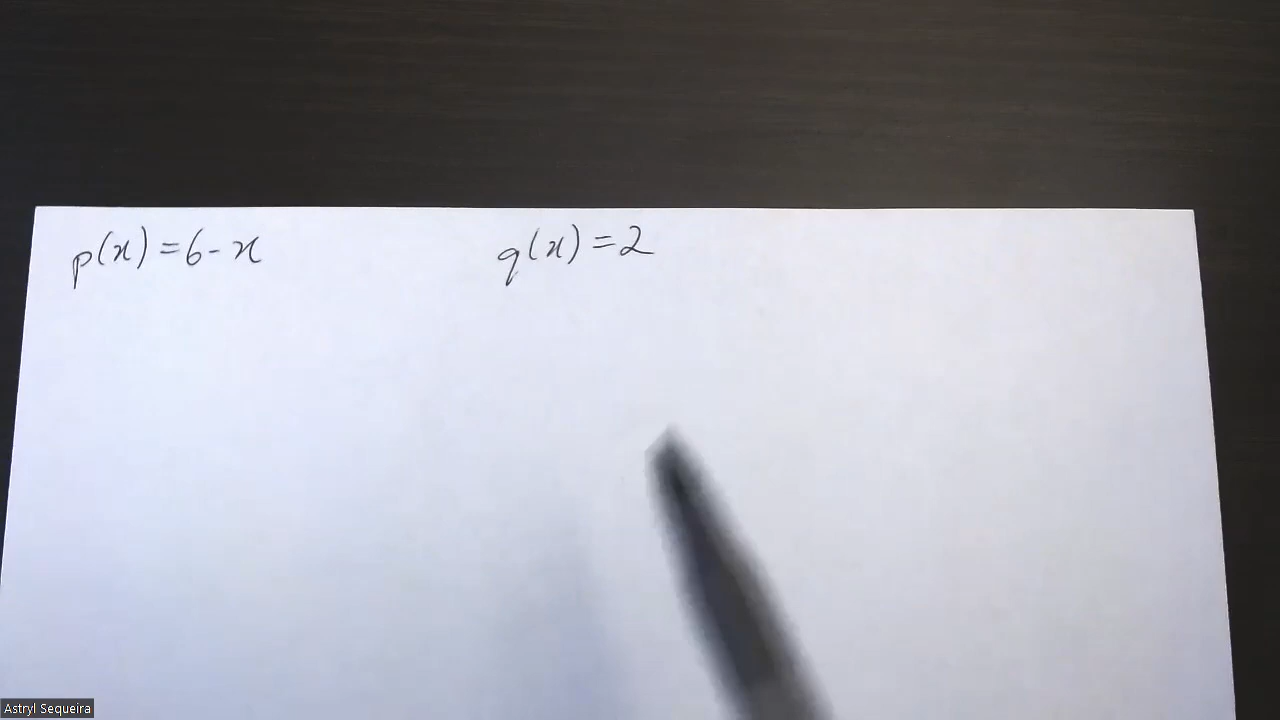 p(x) = 6 - x
q(x) = 2
Astryl Sequeira